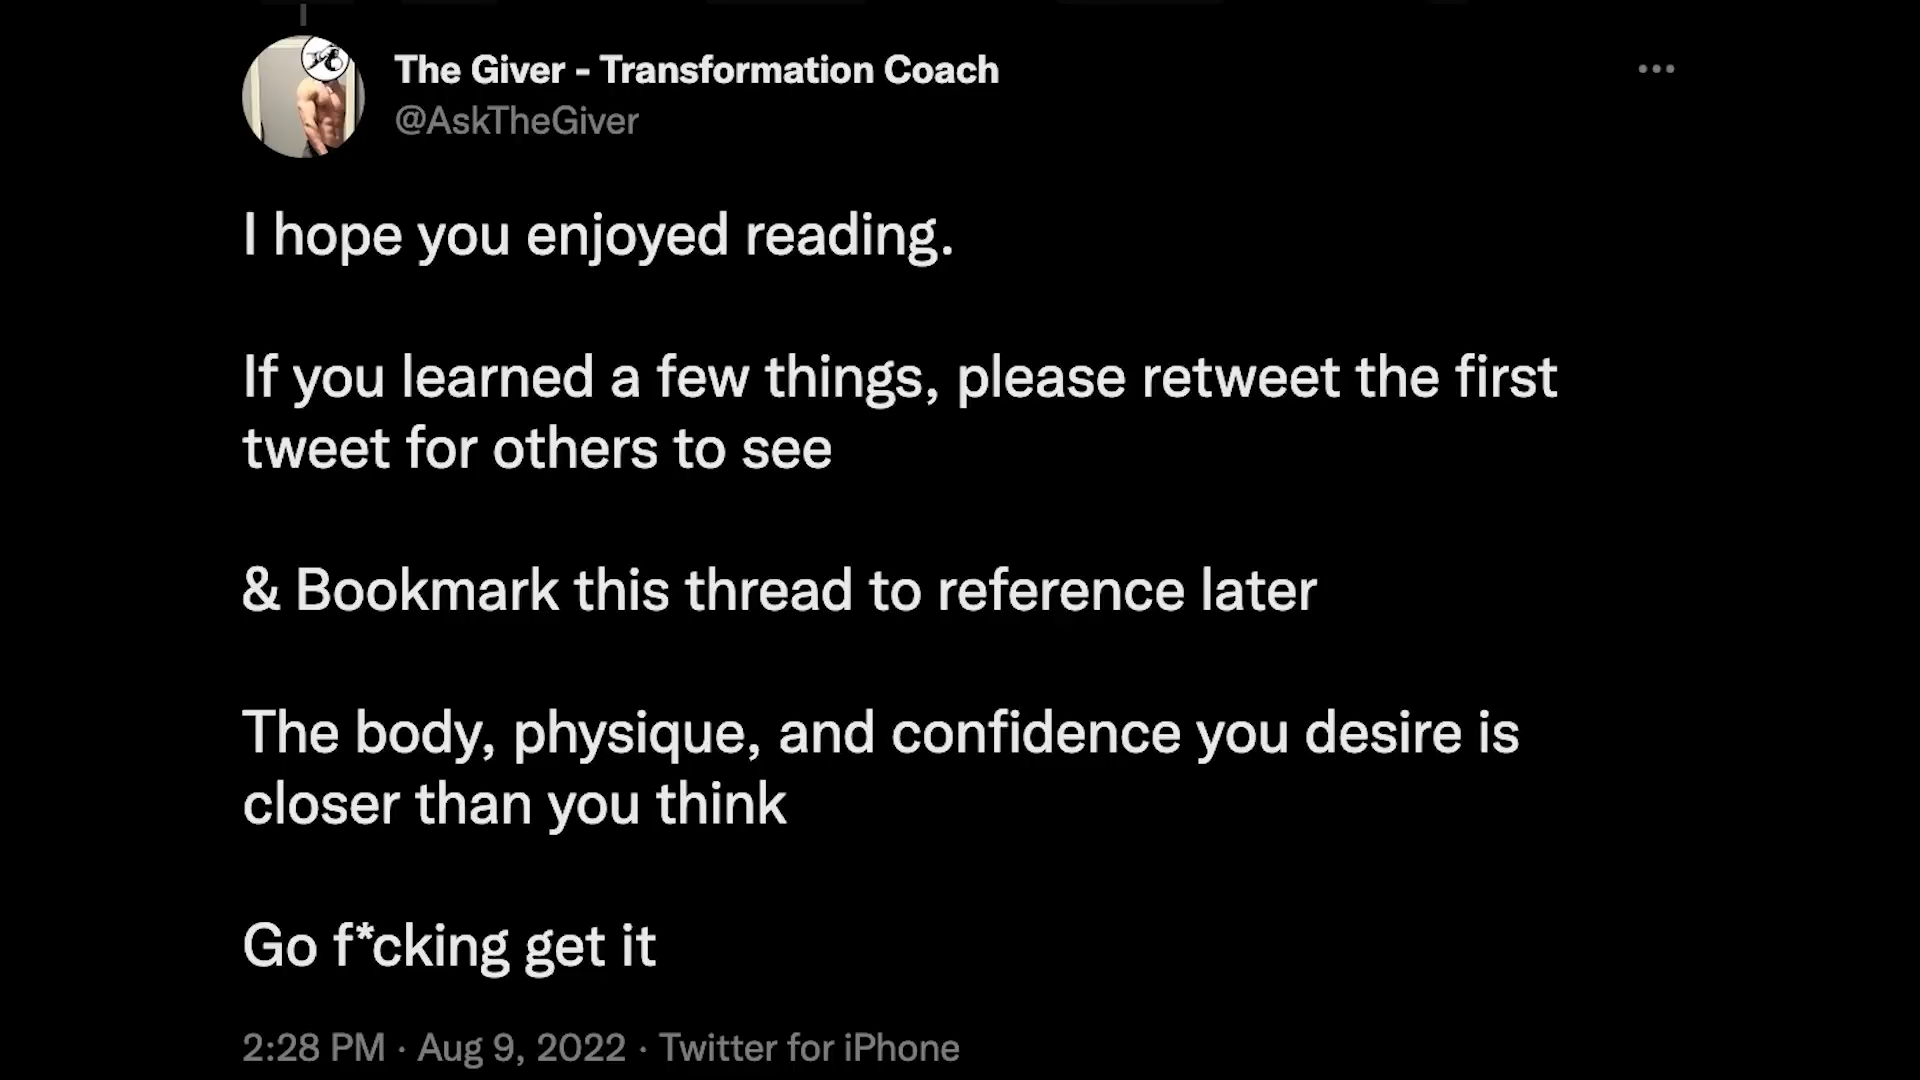 The Giver - Transformation Coach
@AskTheGiver
I hope you enjoyed reading.
If you learned a few things, please retweet the first
tweet for others to see
& Bookmark this thread to reference later
The body, physique, and confidence you desire is
closer than you think
Go f*cking get it
2:28 PM · Aug 9, 2022 · Twitter for iPhone